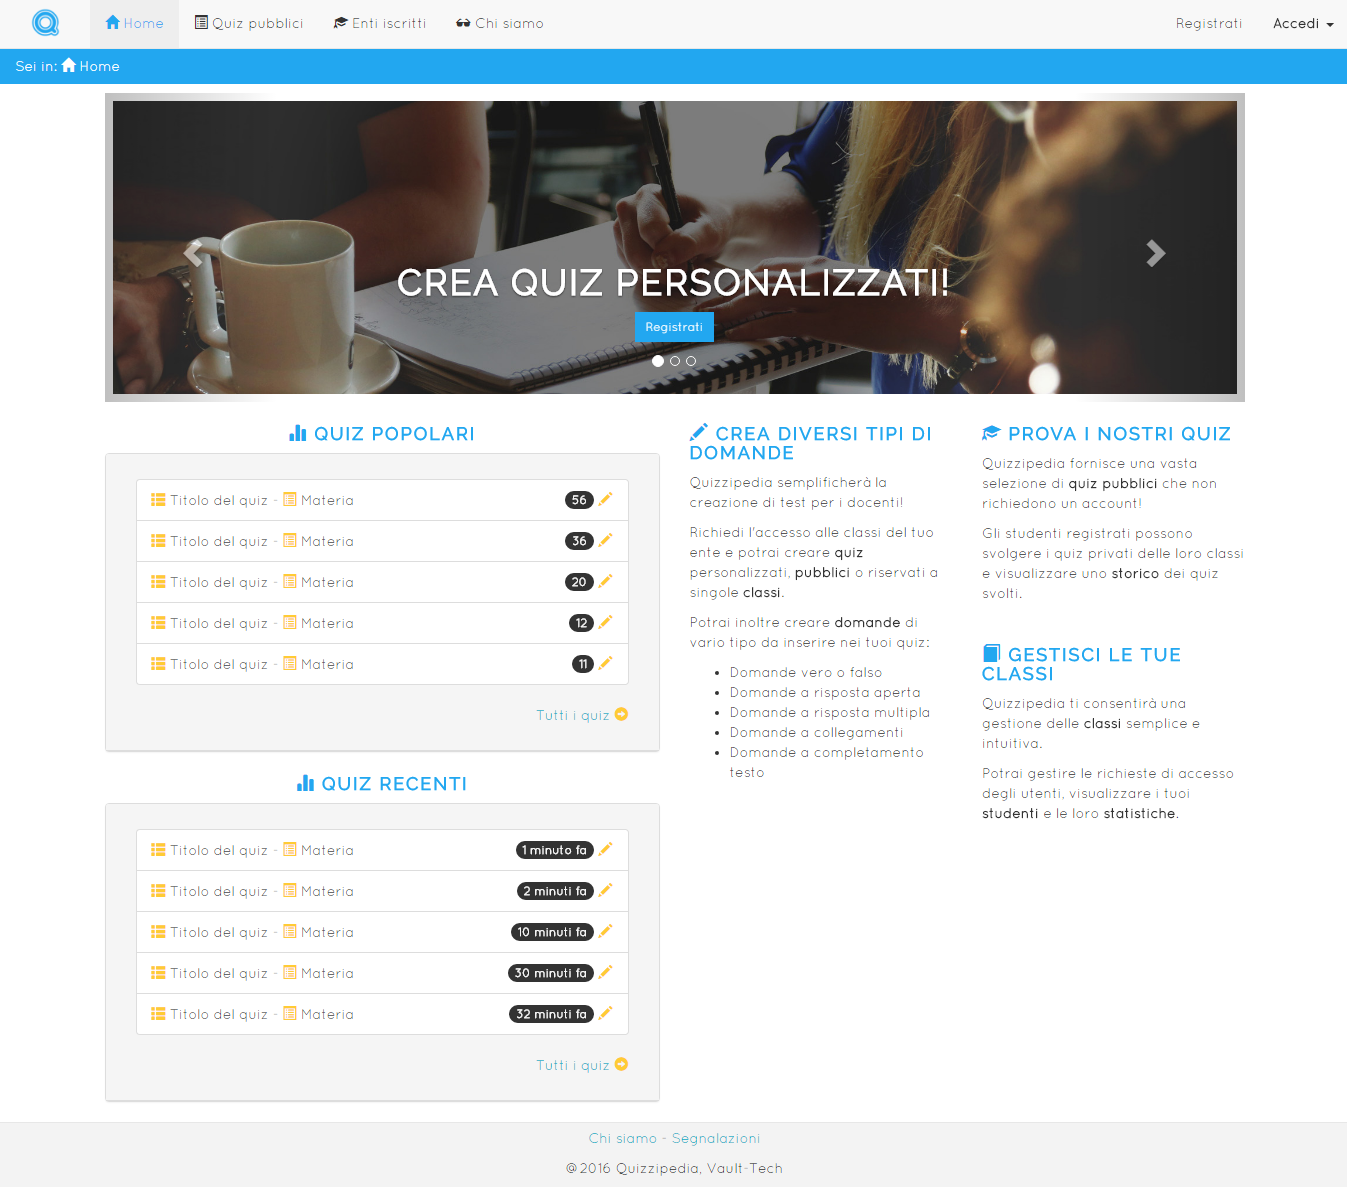 Home
Quiz pubblici
Enti iscritti
Chi siamo
Registrati
Accedi
Sei in: Home
CREA QUIZ PERSONALIZZATI!
Registrati
QUIZ POPOLARI
Titolo del quiz - Materia 56
Titolo del quiz - Materia 36
Titolo del quiz - Materia 20
Titolo del quiz - Materia 12
Titolo del quiz - Materia 11
Tutti i quiz
QUIZ RECENTI
Titolo del quiz - Materia 1 minuto fa
Titolo del quiz - Materia 2 minuti fa
Titolo del quiz - Materia 10 minuti fa
Titolo del quiz - Materia 30 minuti fa
Titolo del quiz - Materia 32 minuti fa
Tutti i quiz
CREA DIVERSI TIPI DI
DOMANDE
Quizzipedia semplificherà la
creazione di test per i docenti!
Richiedi l'accesso alle classi del tuo
ente e potrai creare quiz
personalizzati, pubblici o riservati a
singole classi.
Potrai inoltre creare domande di
vario tipo da inserire nei tuoi quiz:
• Domande vero o falso
• Domande a risposta aperta
• Domande a risposta multipla
• Domande a collegamenti
• Domande a completamento
testo
PROVA I NOSTRI QUIZ
Quizzipedia fornisce una vasta
selezione di quiz pubblici che non
richiedono un account!
Gli studenti registrati possono
svolgere i quiz privati delle loro classi
e visualizzare uno storico dei quiz
svolti.
GESTISCI LE TUE
CLASSI
Quizzipedia ti consentirà una
gestione delle classi semplice e
intuitiva.
Potrai gestire le richieste di accesso
degli utenti, visualizzare i tuoi
studenti e le loro statistiche.
Chi siamo - Segnalazioni
@2016 Quizzipedia, Vault-Tech